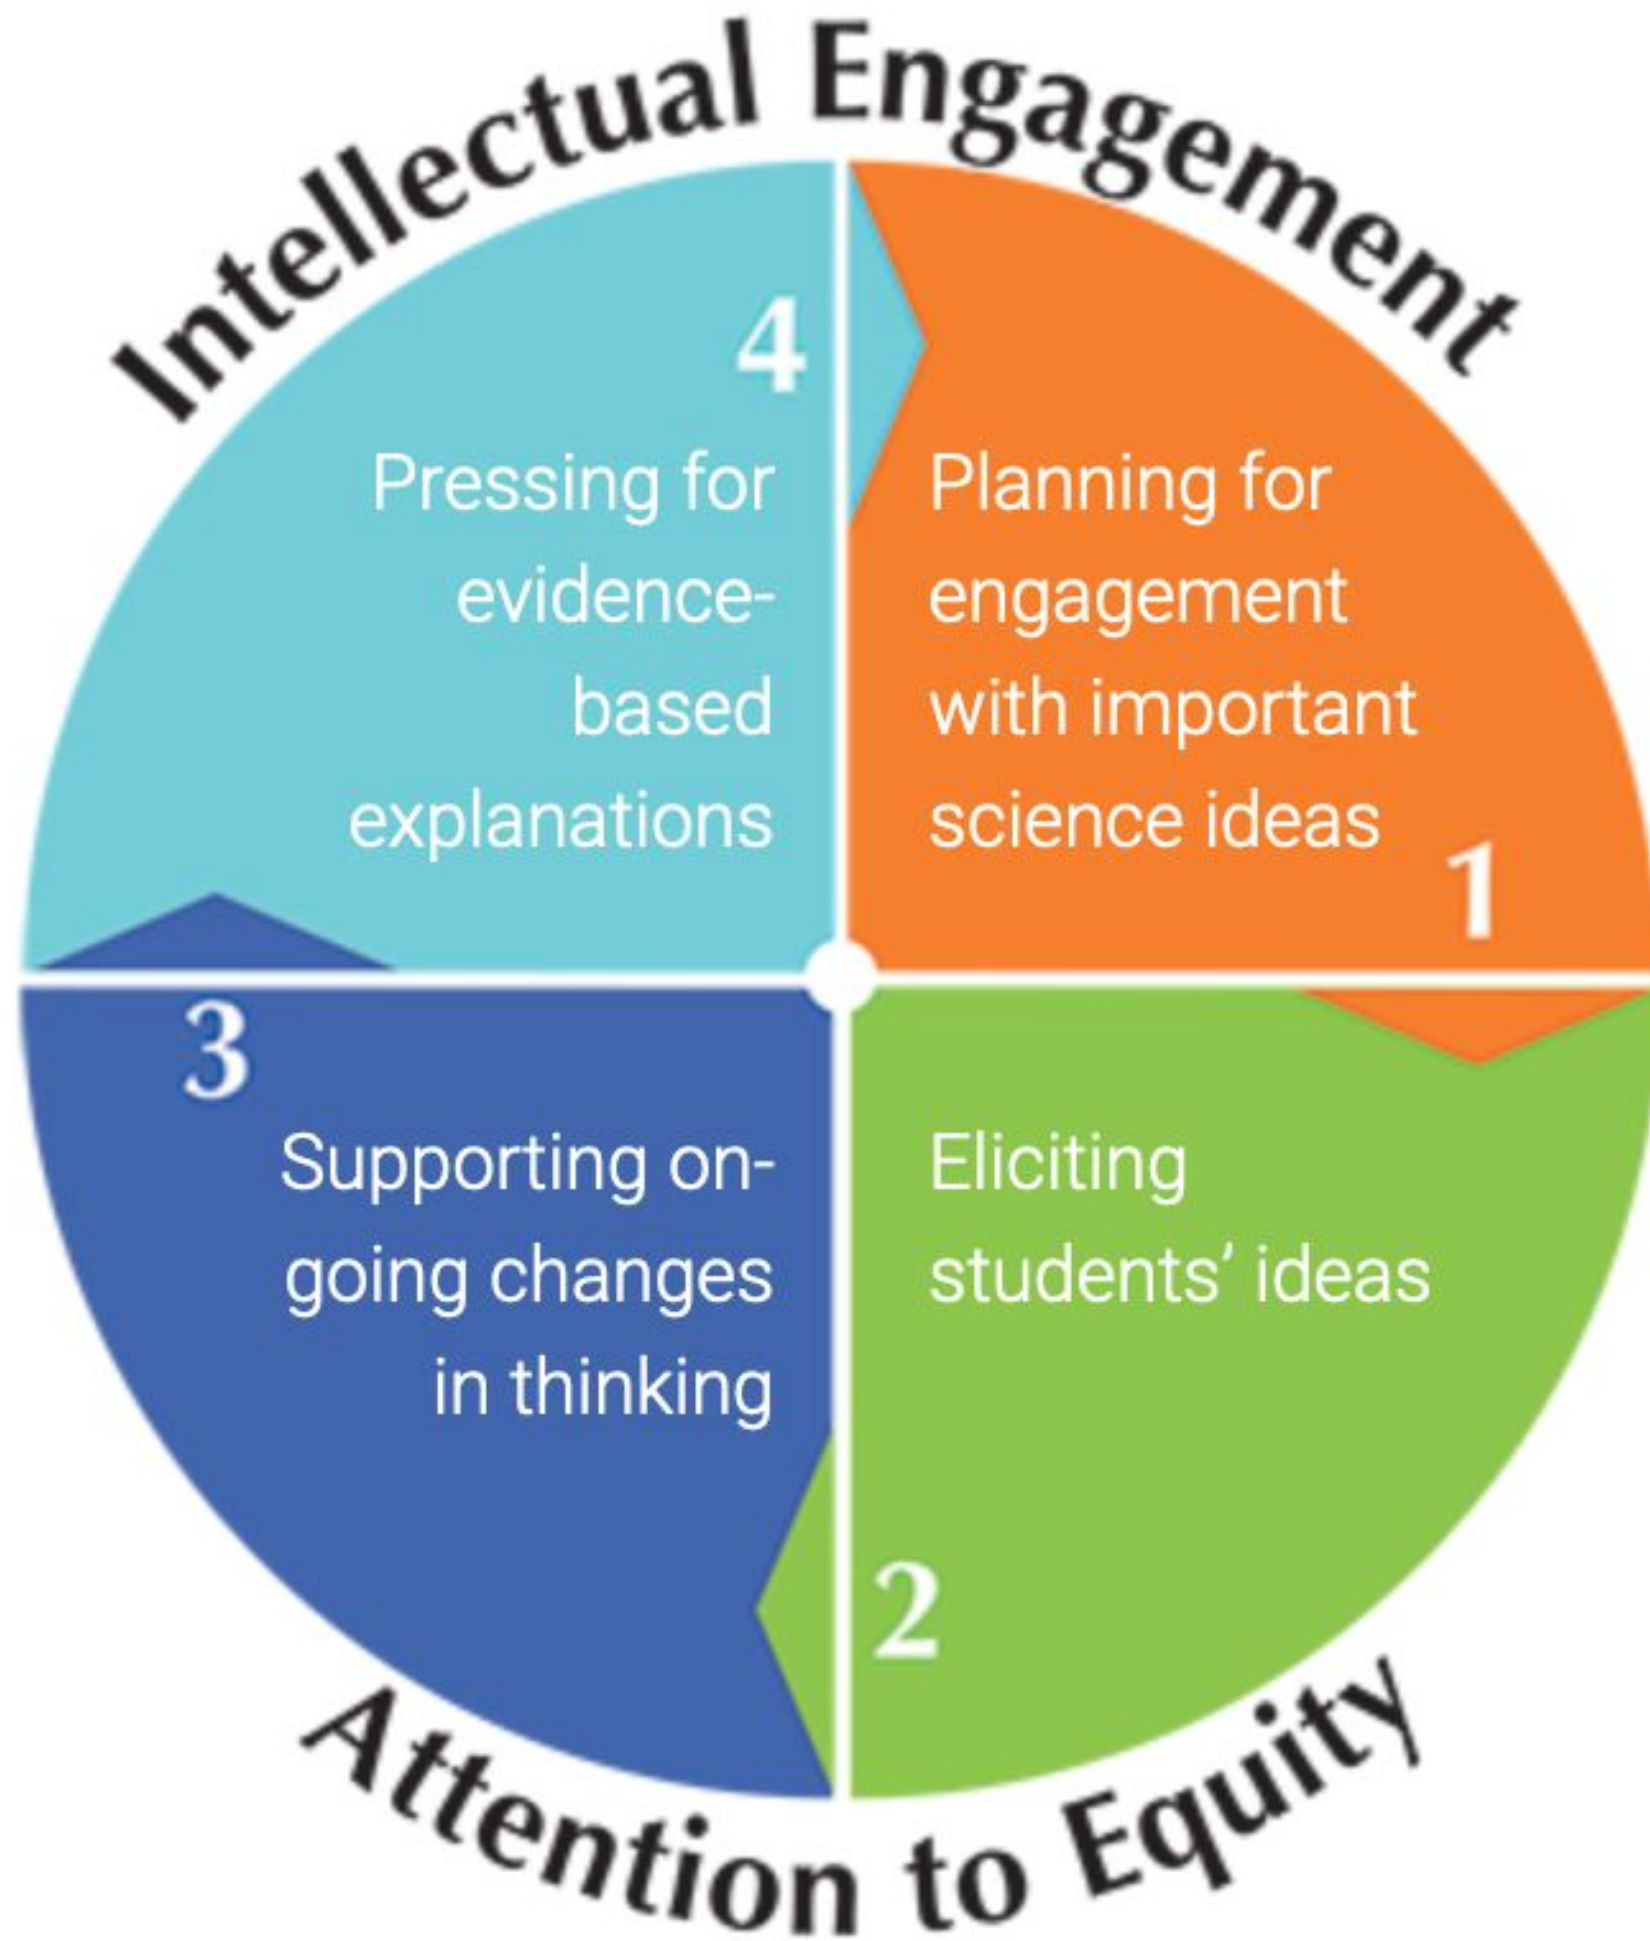 Intellectual Engagement
4
Pressing for
evidence-
based
explanations
Planning for
engagement
with important
science ideas
1
3
Supporting on-
going changes
in thinking
Eliciting
students’ ideas
2
Attention to Equity